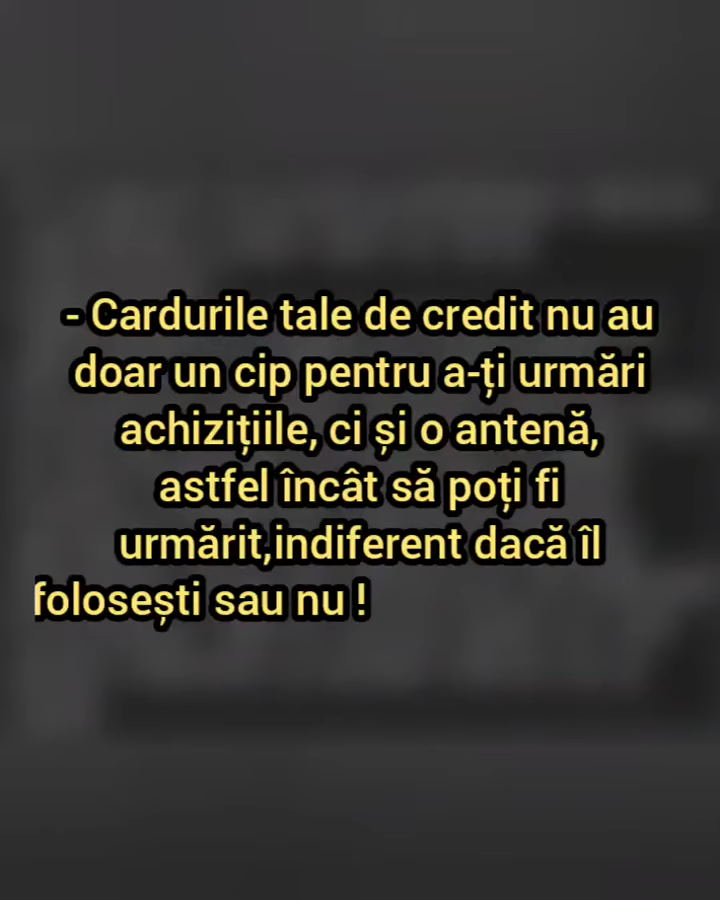 - Cardurile tale de credit nu au
doar un cip pentru a-ți urmări
achizițiile, ci și o antenă,
astfel încât să poți fi
urmărit,indiferent dacă îl
folosești sau nu !